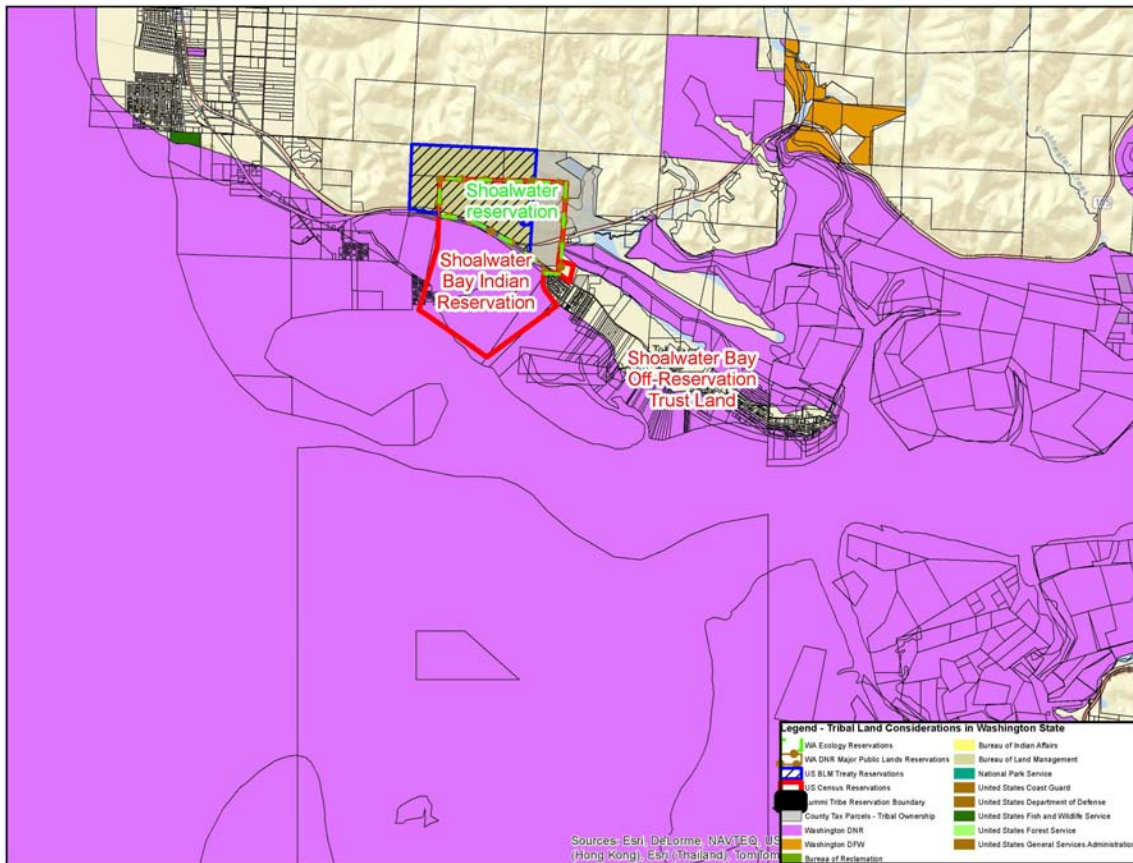 Shoalwater
reservation
Shoalwater
Bay Indian
Reservation
Shoalwater Bay
Off-Reservation
Trust Land
105
Legend - Tribal Land Considerations in Washington State
WA Ecology Reservations
WA DNR Major Public Lands Reservations
US BLM Treaty Reservations
US Census Reservations
ummi Tribe Reservation Boundary
County Tax Parcels - Tribal Ownership
Washington DNR
Washington DFW
Bureau of Reclamation
Bureau of Indian Affairs
Bureau of Land Management
National Park Service
United States Coast Guard
United States Department of Defense
United States Fish and Wildlife Service
United States Forest Service
United States General Services Administration
Sources: Esri, DeLorme, NAVTEQ, US
(Hong Kong), Esri (Thailand), TomTom